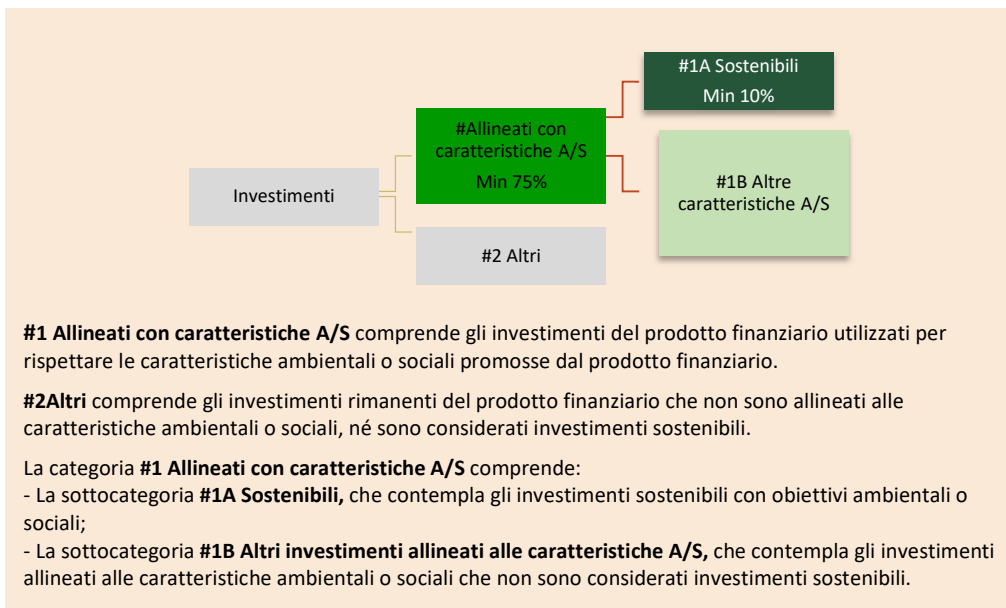 #1A Sostenibili
Min 10%
#Allineati con
caratteristiche A/S
Min 75%
#1B Altre
caratteristiche A/S
Investimenti
#2 Altri
#1 Allineati con caratteristiche A/S comprende gli investimenti del prodotto finanziario utilizzati per
rispettare le caratteristiche ambientali o sociali promosse dal prodotto finanziario.
#2Altri comprende gli investimenti rimanenti del prodotto finanziario che non sono allineati alle
caratteristiche ambientali o sociali, né sono considerati investimenti sostenibili.
La categoria #1 Allineati con caratteristiche A/S comprende:
- La sottocategoria #1A Sostenibili, che contempla gli investimenti sostenibili con obiettivi ambientali o
sociali;
- La sottocategoria #1B Altri investimenti allineati alle caratteristiche A/S, che contempla gli investimenti
allineati alle caratteristiche ambientali o sociali che non sono considerati investimenti sostenibili.